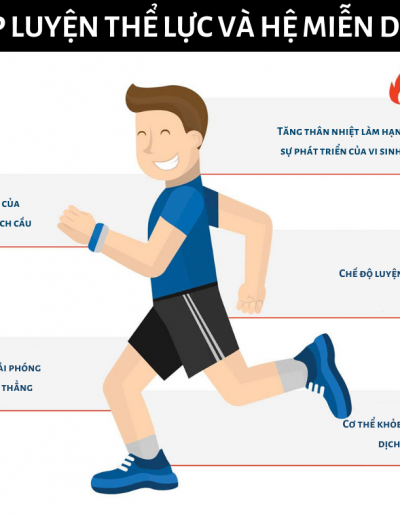 P LUYỆN THỂ LỰC VÀ HỆ MIỄN D
TĂNG THÂN NHIỆT LÀM HẠN
SỰ PHÁT TRIỂN CỦA VI SINH
CỦA
CH CẦU
CHẾ ĐỘ LUYỆN
ẢI PHÓNG
THẲNG
CƠ THỂ KHỎE
DỊCH